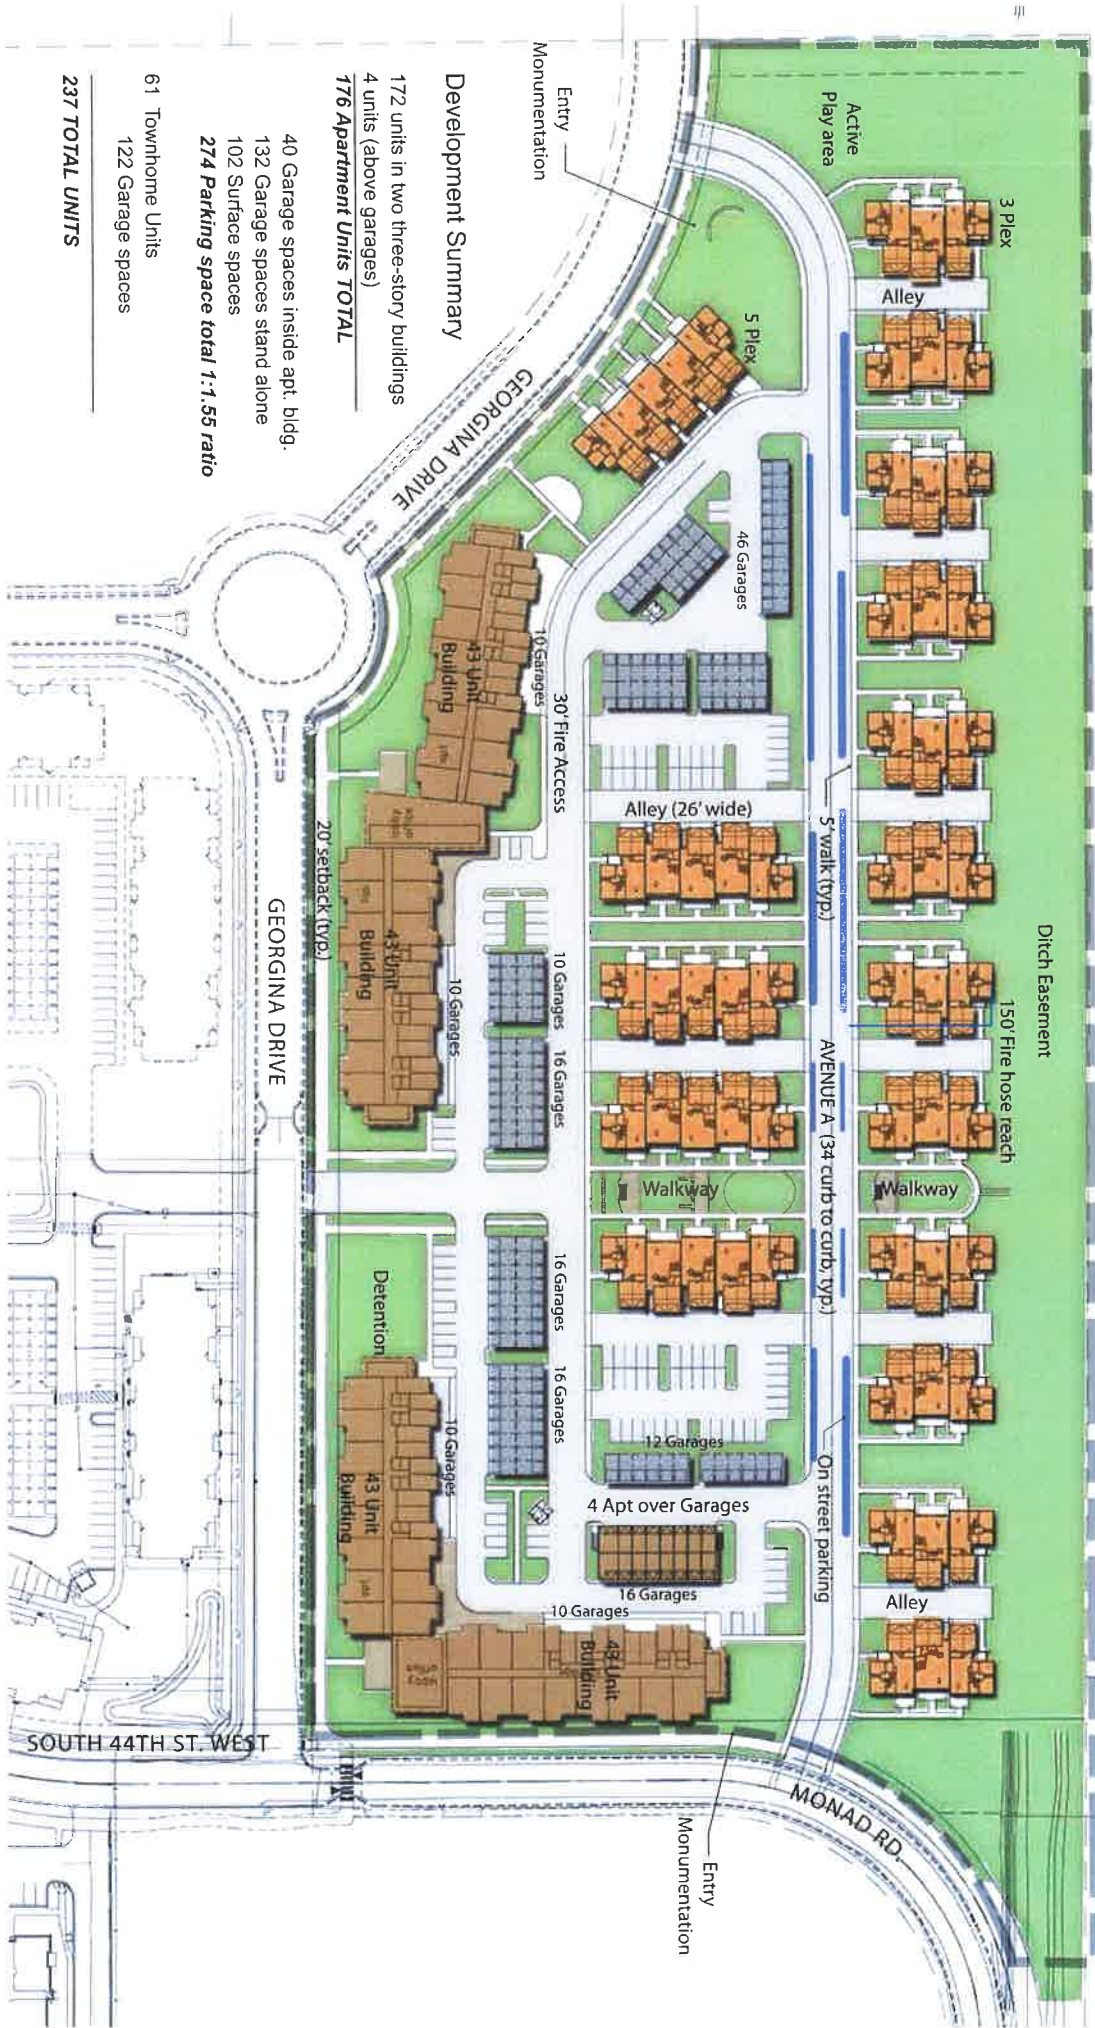 Development Summary
172 units in two three-story buildings
4 units (above garages)
176 Apartment Units TOTAL
40 Garage spaces inside apt. bldg.
132 Garage spaces stand alone
102 Surface spaces
274 Parking space total 1:1.55 ratio
61 Townhome Units
122 Garage spaces
237 TOTAL UNITS
Entry
Monumentation
Active
Play area
3 Plex
Alley
5 Plex
GEORGINA DRIVE
46 Garages
10 Garages
43 Unit
Building
30' Fire Access
Alley (26' wide)
5' walk (typ.)
Ditch Easement
150' Fire hose reach
20' setback (typ.)
GEORGINA DRIVE
43 Unit
Building
10 Garages
10 Garages
16 Garages
AVENUE A (34 curb to curb, typ.)
Walkway
Walkway
16 Garages
16 Garages
Detention
10 Garages
43 Unit
Building
12 Garages
4 Apt over Garages
16 Garages
10 Garages
On street parking
Alley
43 Unit
Building
SOUTH 44TH ST. WEST
MONAD RD.
Entry
Monumentation